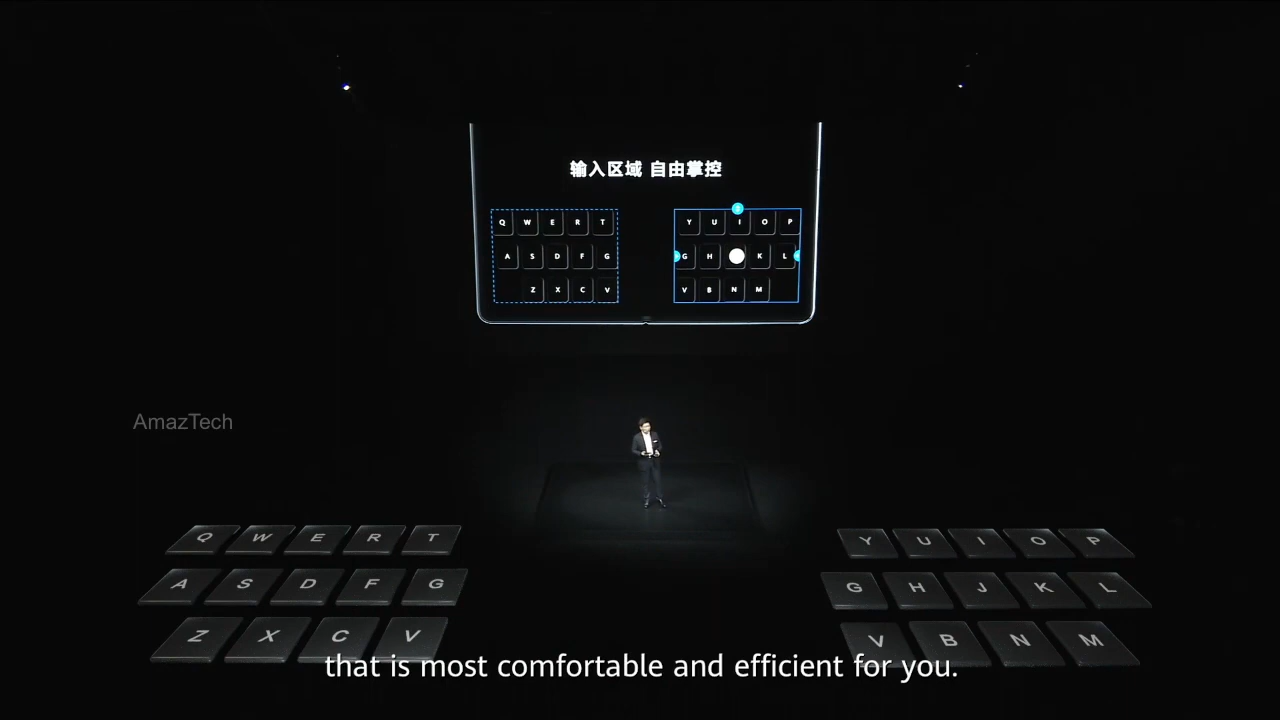 输入区域 自由掌控
Q W E R T Y U I O P
A S D F G G H K L
Z X C V V B N M
AmazTech
Q W E R T Y U I O P
A S D F G G H J K L
Z X C V V B N M
that is most comfortable and efficient for you.